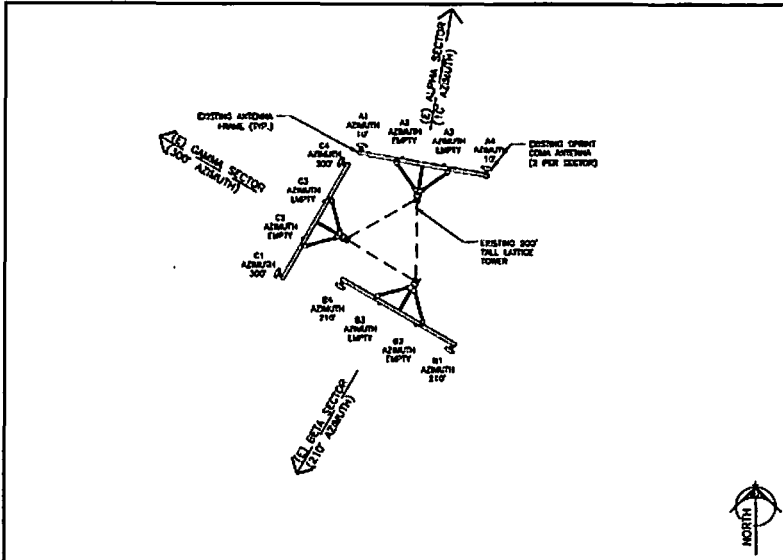 (E) ALPHA SECTOR
(10° AZIMUTH)
EXISTING ANTENNA
FRAME (TYP.)
A1
AZIMUTH
10°
A2
AZIMUTH
EMPTY
A3
AZIMUTH
EMPTY
A4
AZIMUTH
10°
EXISTING SPRINT
CDMA ANTENNA
(2 PER SECTOR)
(E) GAMMA SECTOR
(300° AZIMUTH)
C4
AZIMUTH
300°
C3
AZIMUTH
EMPTY
C2
AZIMUTH
EMPTY
C1
AZIMUTH
300°
EXISTING 200'
TALL LATTICE
TOWER
B4
AZIMUTH
210°
B3
AZIMUTH
EMPTY
B2
AZIMUTH
EMPTY
B1
AZIMUTH
210°
(E) BETA SECTOR
(210° AZIMUTH)
NORTH